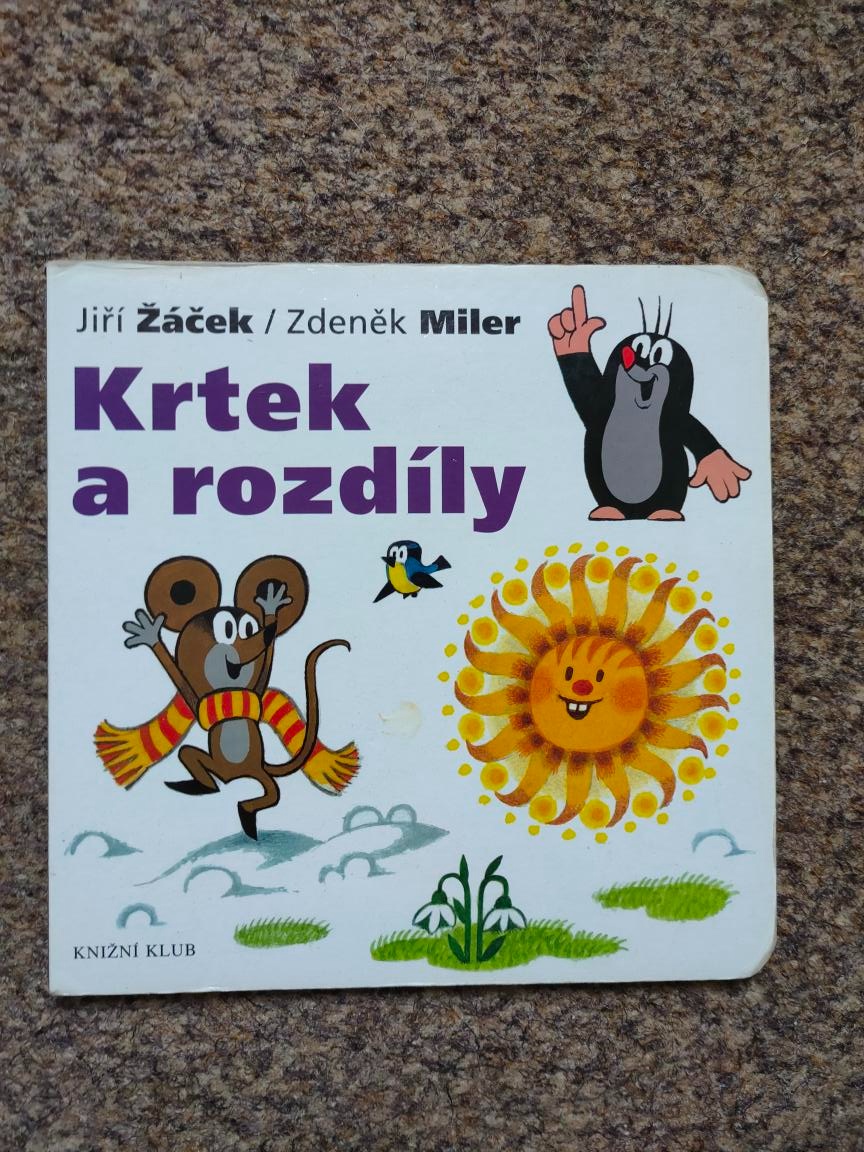 Jiří Žáček / Zdeněk Miler
Krtek
a rozdíly
KNIŽNÍ KLUB